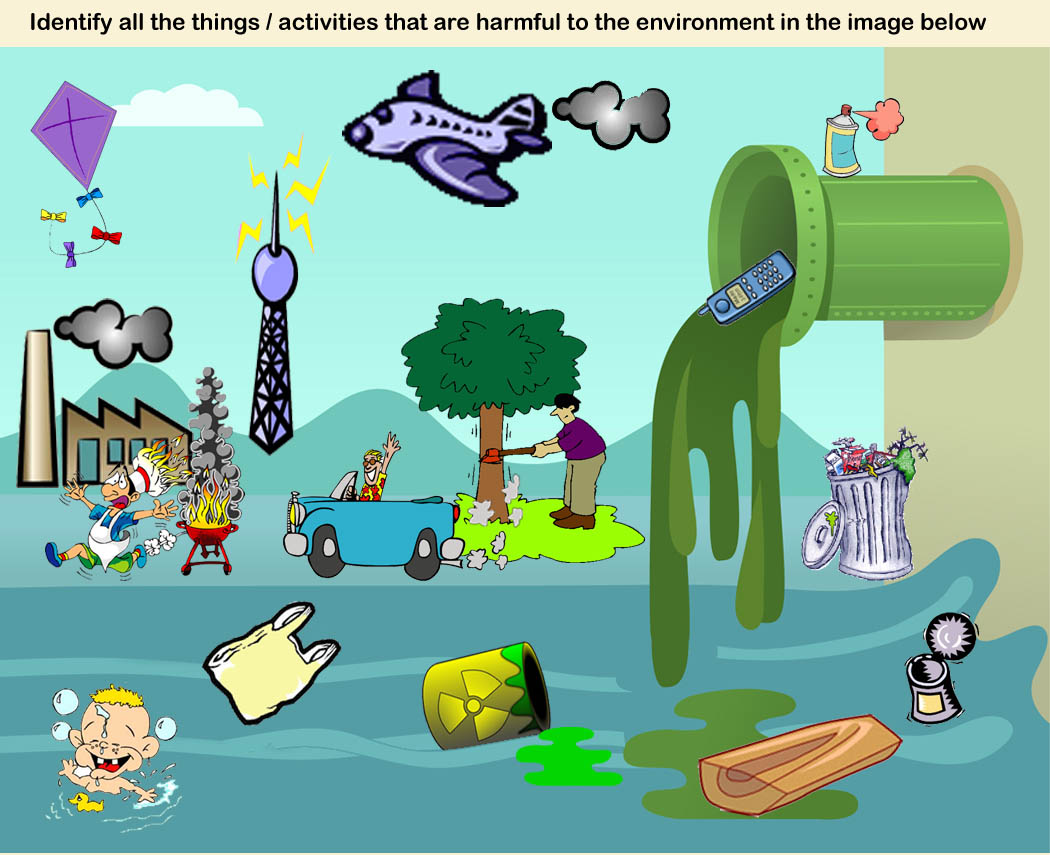 Identify all the things / activities that are harmful to the environment in the image below